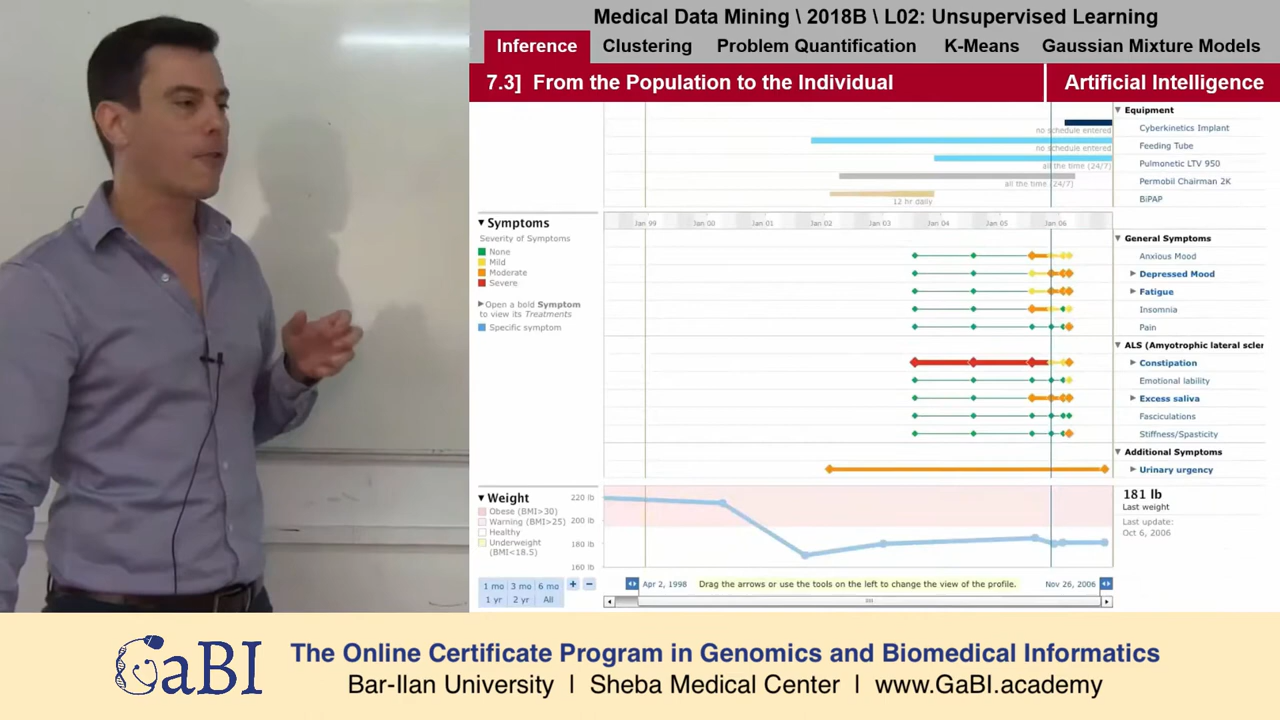 Medical Data Mining \ 2018B \ L02: Unsupervised Learning
Inference Clustering Problem Quantification K-Means Gaussian Mixture Models
7.3] From the Population to the Individual Artificial Intelligence
Equipment
no schedule entered
Cyberkinetics Implant
no schedule entered
Feeding Tube
all the time (24/7)
Pulmonetic LTV 950
all the time (24/7)
Permobil Chairman 2K
12 hr daily
BiPAP
Symptoms
Severity of Symptoms
None
Mild
Moderate
Severe
Open a bold Symptom
to view its Treatments
Specific symptom
Jan 99 Jan 00 Jan 01 Jan 02 Jan 03 Jan 04 Jan 05 Jan 06
General Symptoms
Anxious Mood
Depressed Mood
Fatigue
Insomnia
Pain
ALS (Amyotrophic lateral scler
Constipation
Emotional lability
Excess saliva
Fasciculations
Stiffness/Spasticity
Additional Symptoms
Urinary urgency
Weight
Obese (BMI>30)
Warning (BMI>25)
Healthy
Underweight
(BMI<18.5)
220 lb
200 lb
180 lb
160 lb
181 lb
Last weight
Last update:
Oct 6, 2006
1 mo 3 mo 6 mo + −
1 yr 2 yr All
Apr 2, 1998 Drag the arrows or use the tools on the left to change the view of the profile. Nov 26, 2006
GaBI
The Online Certificate Program in Genomics and Biomedical Informatics
Bar-Ilan University | Sheba Medical Center | www.GaBI.academy